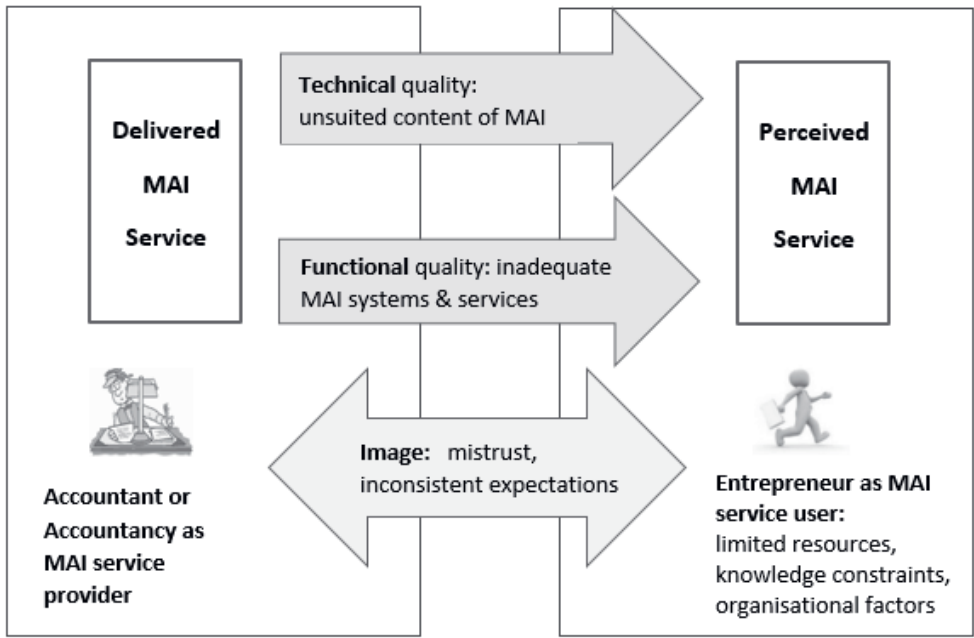 Delivered
MAI
Service
Technical quality:
unsuited content of MAI
Functional quality: inadequate
MAI systems & services
Perceived
MAI
Service
Image: mistrust,
inconsistent expectations
Accountant or
Accountancy as
MAI service
provider
Entrepreneur as MAI
service user:
limited resources,
knowledge constraints,
organisational factors